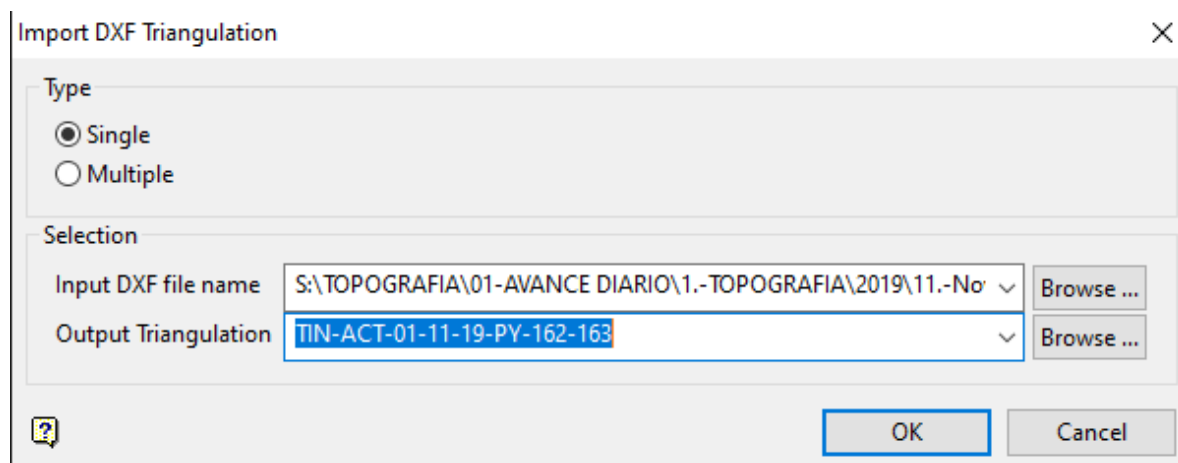 Import DXF Triangulation
Type
Single
Multiple
Selection
Input DXF file name S:\TOPOGRAFIA\01-AVANCE DIARIO\1.-TOPOGRAFIA\2019\11.-No Browse ...
Output Triangulation TIN-ACT-01-11-19-PY-162-163 Browse ...
OK Cancel